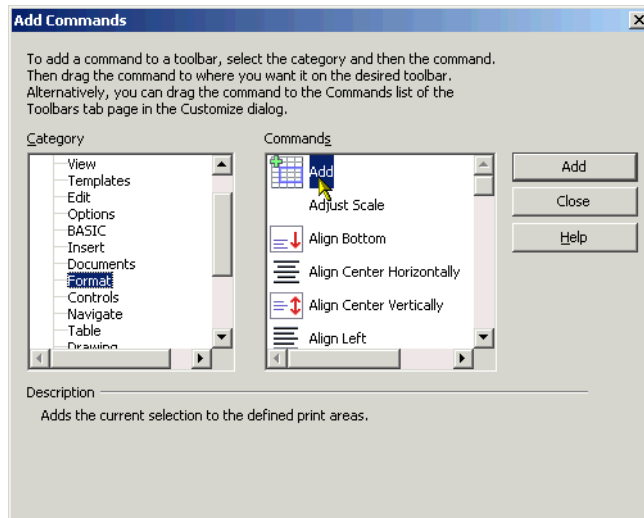 Add Commands
To add a command to a toolbar, select the category and then the command.
Then drag the command to where you want it on the desired toolbar.
Alternatively, you can drag the command to the Commands list of the
Toolbars tab page in the Customize dialog.
Category
Commands
View
Templates
Edit
Options
BASIC
Insert
Documents
Format
Controls
Navigate
Table
Drawing
Add
Adjust Scale
Align Bottom
Align Center Horizontally
Align Center Vertically
Align Left
Add
Close
Help
Description
Adds the current selection to the defined print areas.